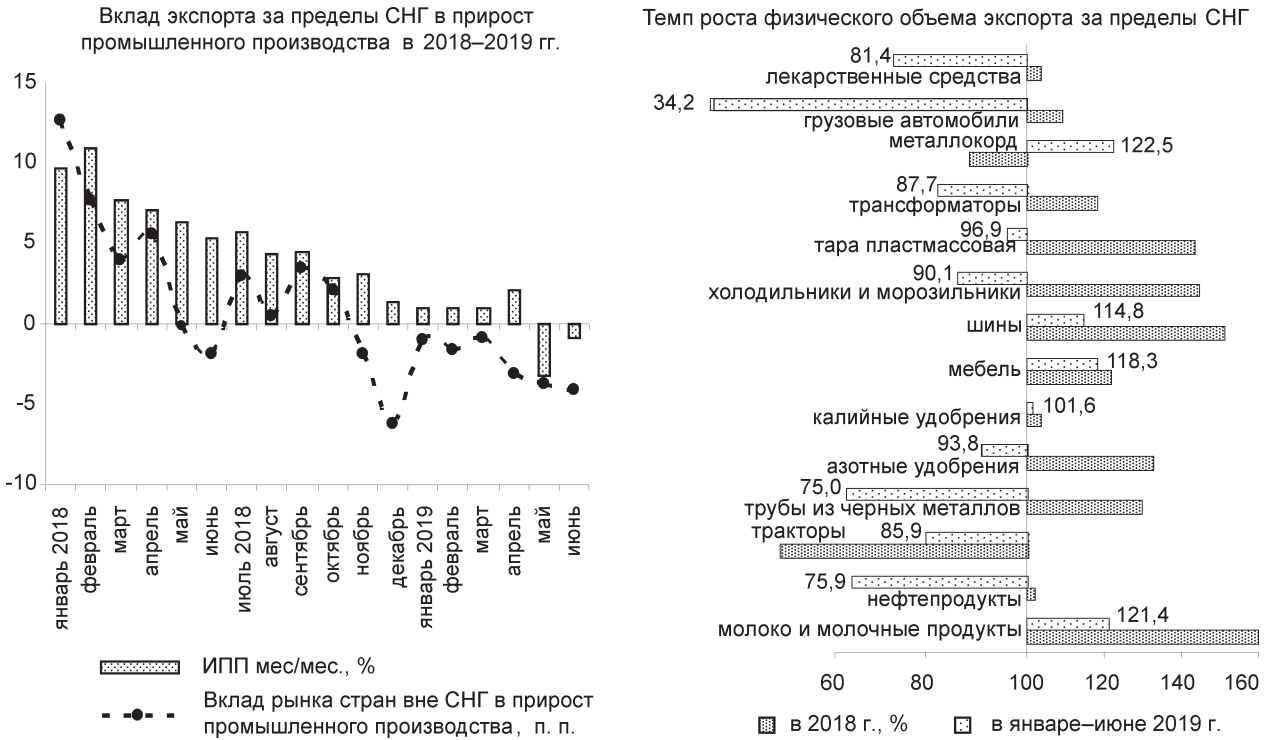 Вклад экспорта за пределы СНГ в прирост
промышленного производства в 2018–2019 гг.
15
10
5
0
-5
-10
январь 2018
февраль
март
апрель
май
июнь
июль 2018
август
сентябрь
октябрь
ноябрь
декабрь
январь 2019
февраль
март
апрель
май
июнь
ИПП мес/мес., %
Вклад рынка стран вне СНГ в прирост
промышленного производства, п. п.
Темп роста физического объема экспорта за пределы СНГ
81,4
лекарственные средства
34,2
грузовые автомобили
металлокорд
122,5
87,7
трансформаторы
96,9
тара пластмассовая
90,1
холодильники и морозильники
114,8
шины
118,3
мебель
101,6
калийные удобрения
93,8
азотные удобрения
75,0
трубы из черных металлов
тракторы
85,9
75,9
нефтепродукты
121,4
молоко и молочные продукты
60
80
100
120
140
160
в 2018 г., %
в январе–июне 2019 г.